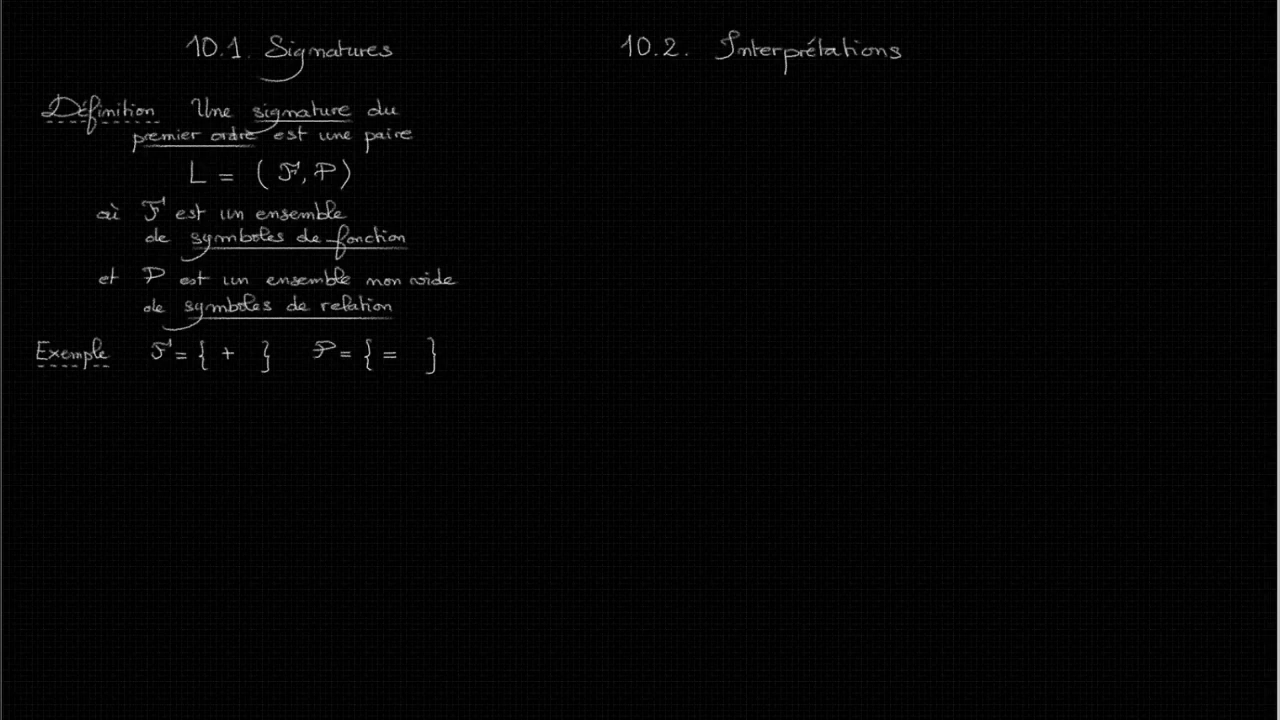 10.1. Signatures
Définition Une signature du
premier ordre est une paire
L = (F, P)
où F est un ensemble
de symboles de fonction
et P est un ensemble non vide
de symboles de relation
Exemple F = { + } P = { = }
10.2. Interprétations